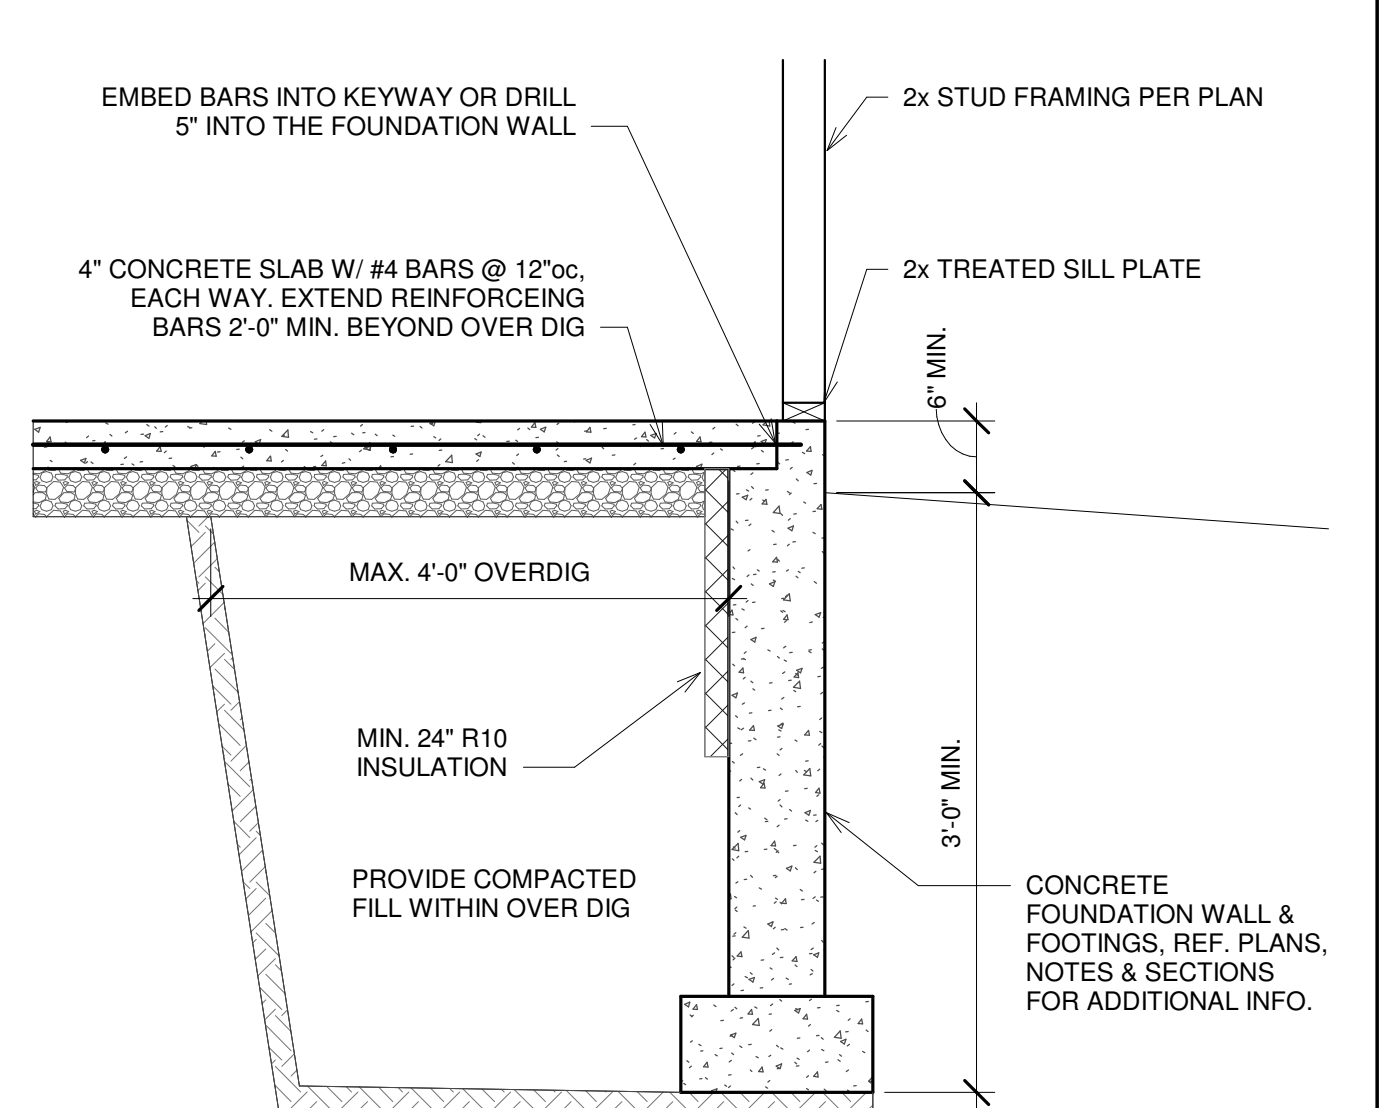 EMBED BARS INTO KEYWAY OR DRILL
5" INTO THE FOUNDATION WALL
2x STUD FRAMING PER PLAN
4" CONCRETE SLAB W/ #4 BARS @ 12"oc,
EACH WAY. EXTEND REINFORCEING
BARS 2'-0" MIN. BEYOND OVER DIG
2x TREATED SILL PLATE
6" MIN.
MAX. 4'-0" OVERDIG
MIN. 24" R10
INSULATION
3'-0" MIN.
PROVIDE COMPACTED
FILL WITHIN OVER DIG
CONCRETE
FOUNDATION WALL &
FOOTINGS, REF. PLANS,
NOTES & SECTIONS
FOR ADDITIONAL INFO.